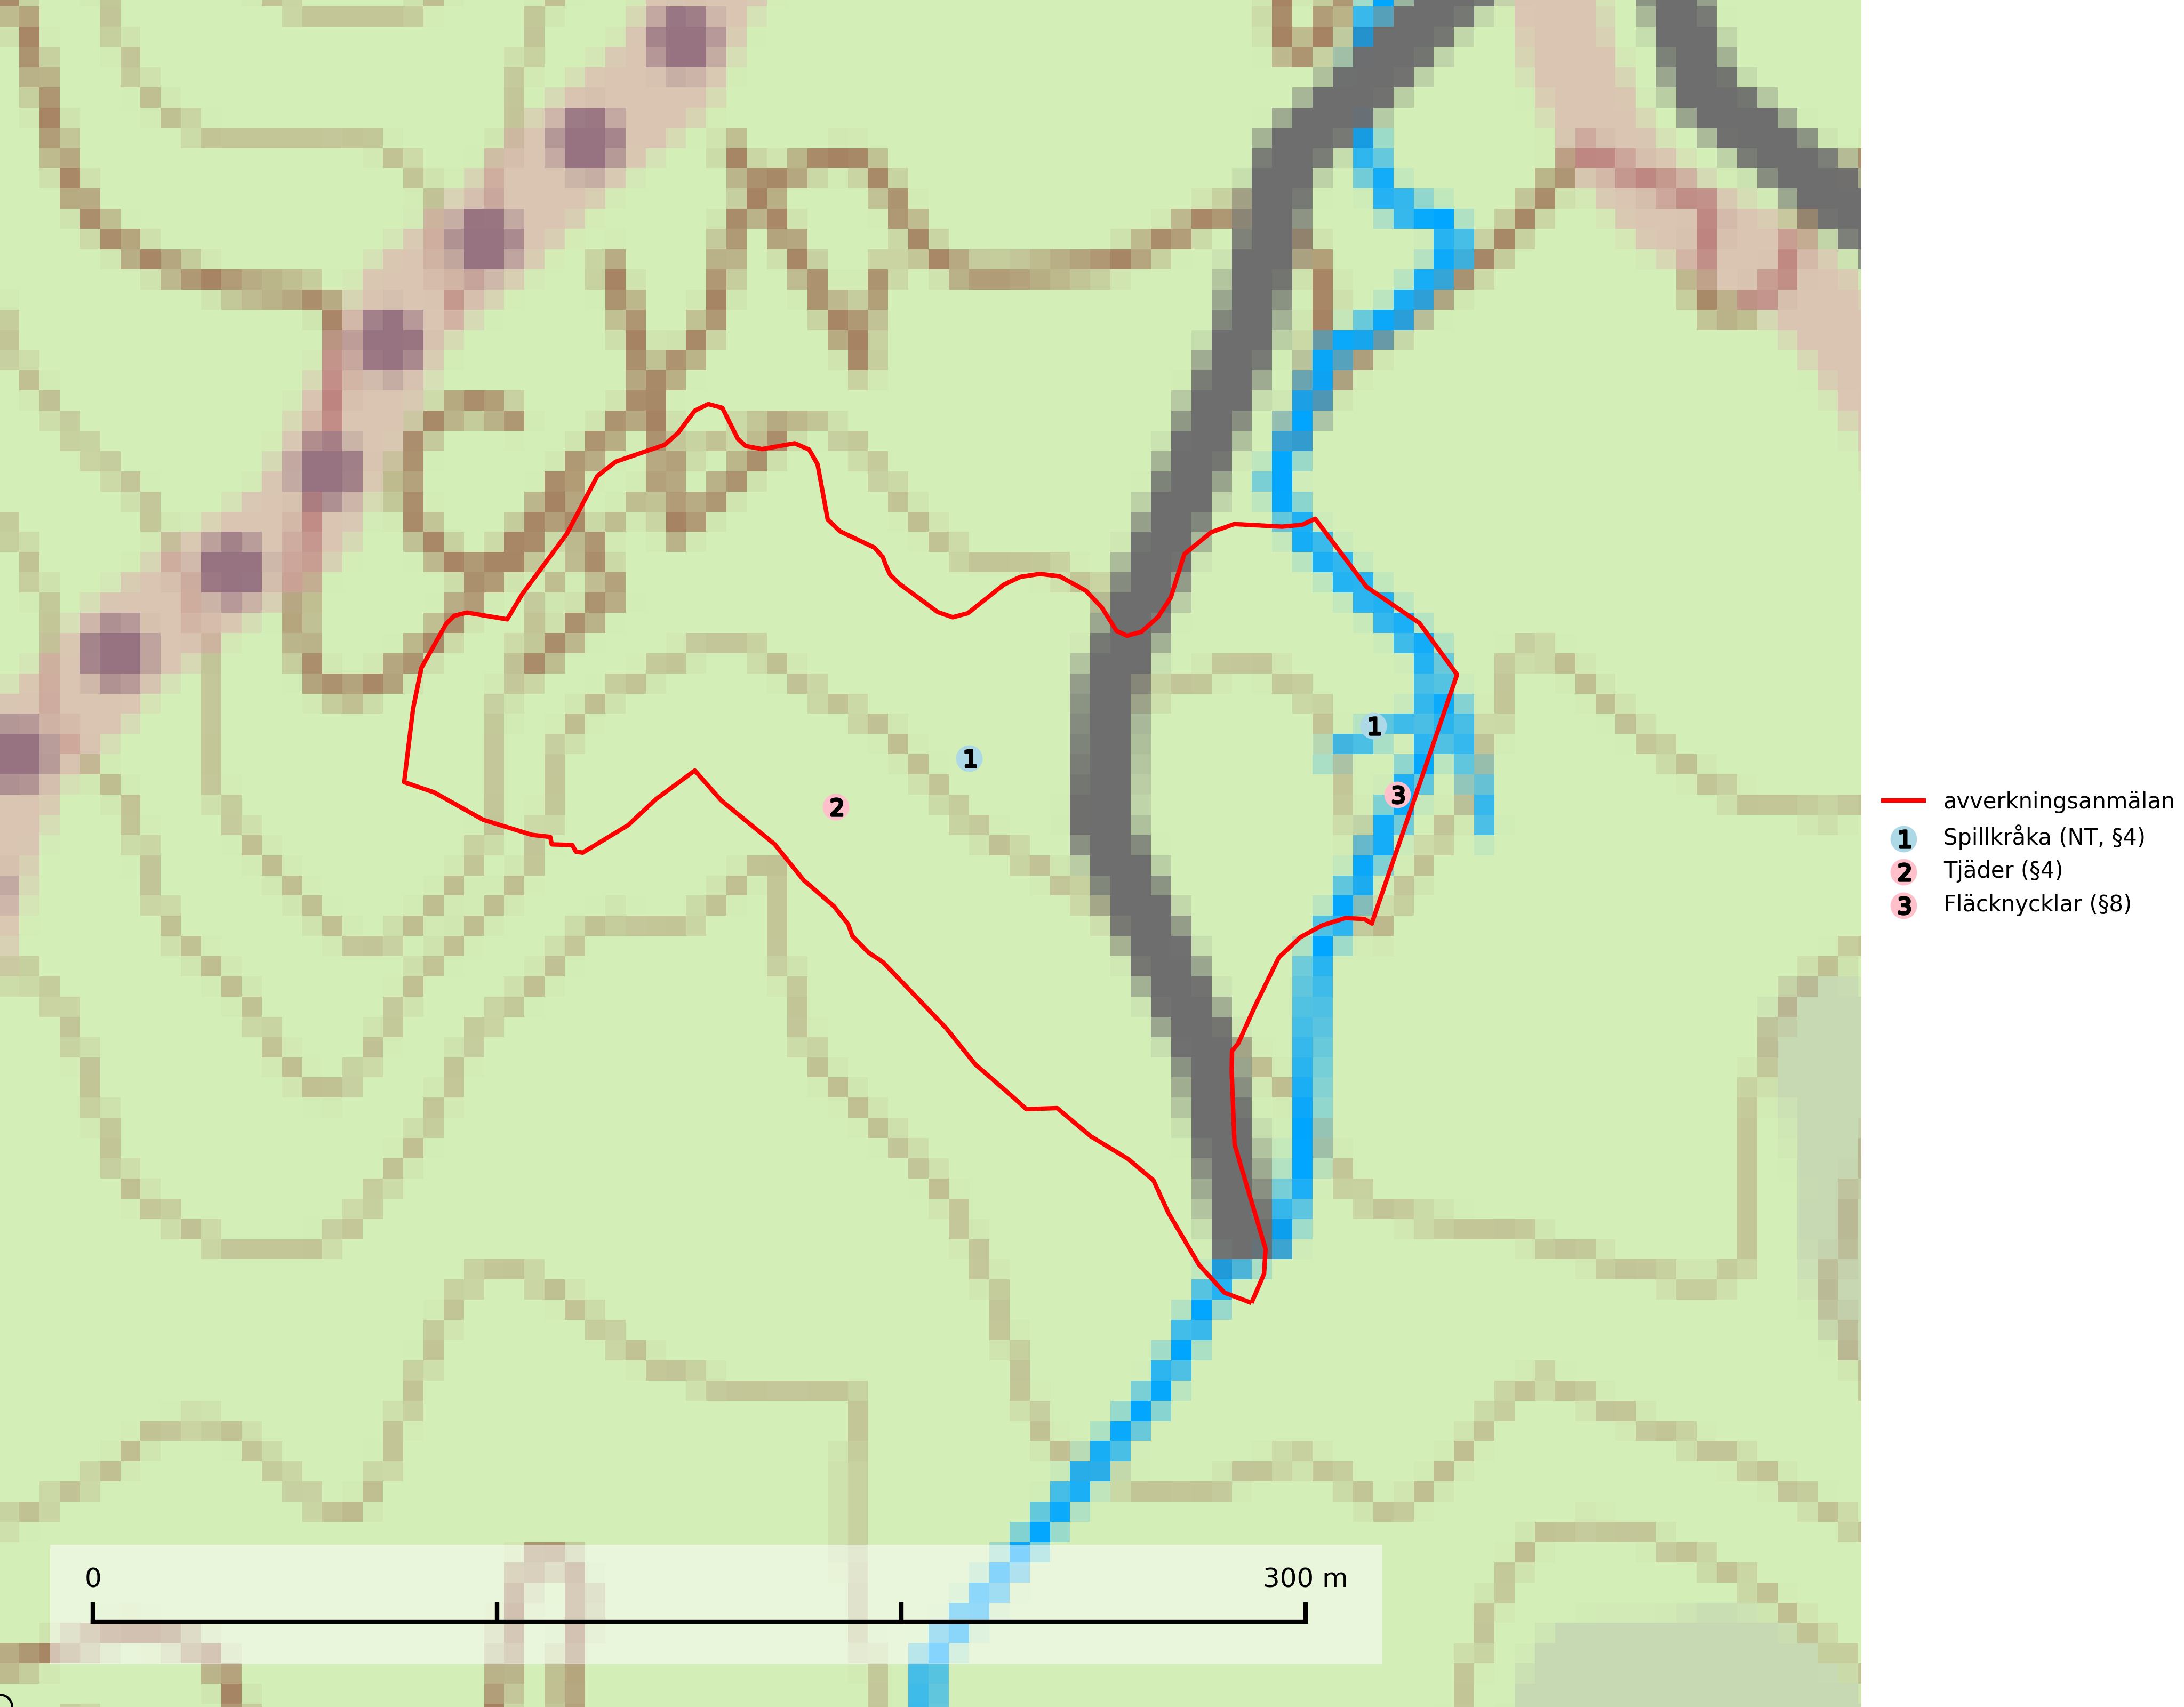 1
1
2
3
avverkningsanmälan
1 Spillkråka (NT, §4)
2 Tjäder (§4)
3 Fläcknycklar (§8)
0 300 m